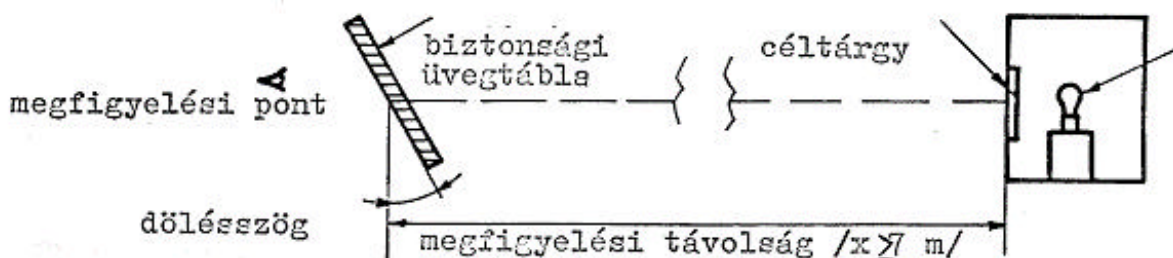 biztonsági
üvegtábla
céltárgy
megfigyelési pont
dölésszög
megfigyelési távolság /x≥7 m/